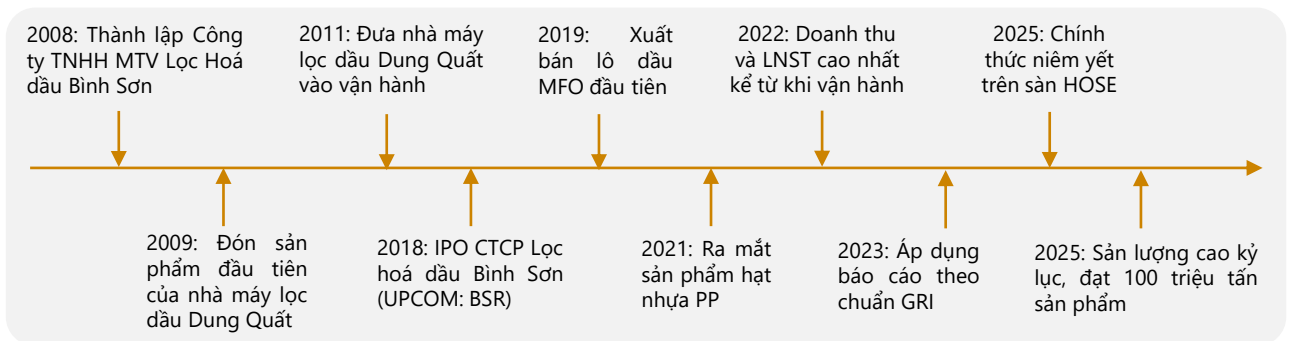 2008: Thành lập Công
ty TNHH MTV Lọc Hoá
dầu Bình Sơn
2011: Đưa nhà máy
lọc dầu Dung Quất
vào vận hành
2019: Xuất
bán lô dầu
MFO đầu tiên
2022: Doanh thu
và LNST cao nhất
kể từ khi vận hành
2025: Chính
thức niêm yết
trên sàn HOSE
2009: Đón sản
phẩm đầu tiên
của nhà máy lọc
dầu Dung Quất
2018: IPO CTCP Lọc
hoá dầu Bình Sơn
(UPCOM: BSR)
2021: Ra mắt
sản phẩm hạt
nhựa PP
2023: Áp dụng
báo cáo theo
chuẩn GRI
2025: Sản lượng cao kỷ
lục, đạt 100 triệu tấn
sản phẩm